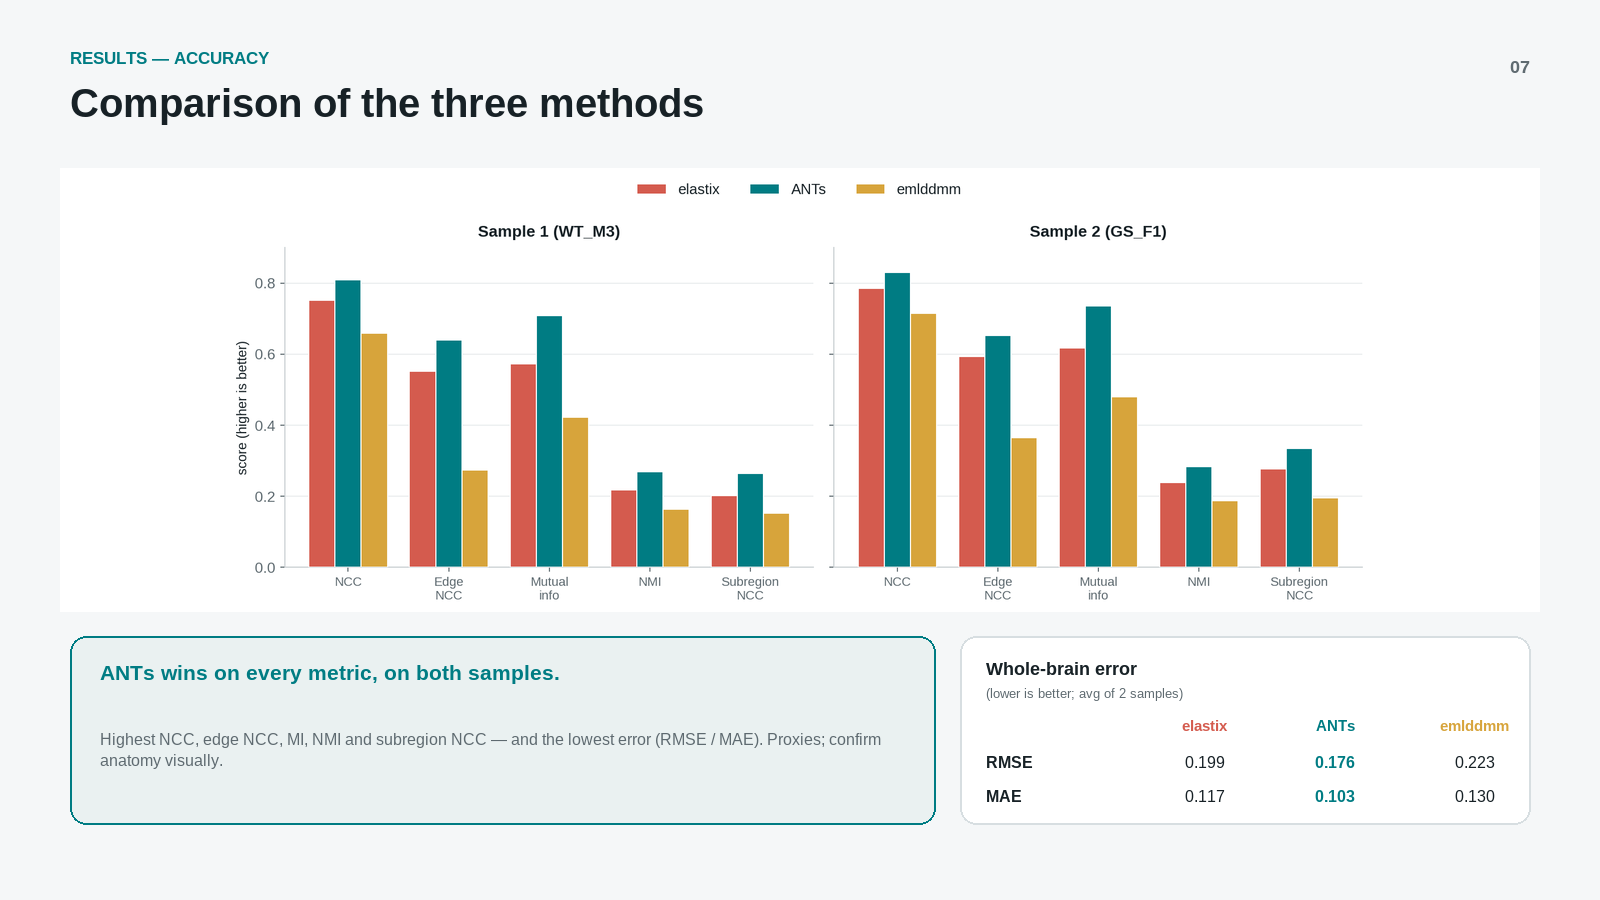 RESULTS — ACCURACY
07
Comparison of the three methods
elastix ANTs emlddmm
Sample 1 (WT_M3)
Sample 2 (GS_F1)
score (higher is better)
0.8
0.6
0.4
0.2
0.0
NCC
Edge
NCC
Mutual
info
NMI
Subregion
NCC
NCC
Edge
NCC
Mutual
info
NMI
Subregion
NCC
ANTs wins on every metric, on both samples.
Highest NCC, edge NCC, MI, NMI and subregion NCC — and the lowest error (RMSE / MAE). Proxies; confirm
anatomy visually.
Whole-brain error
(lower is better; avg of 2 samples)
elastix ANTs emlddmm
RMSE 0.199 0.176 0.223
MAE 0.117 0.103 0.130